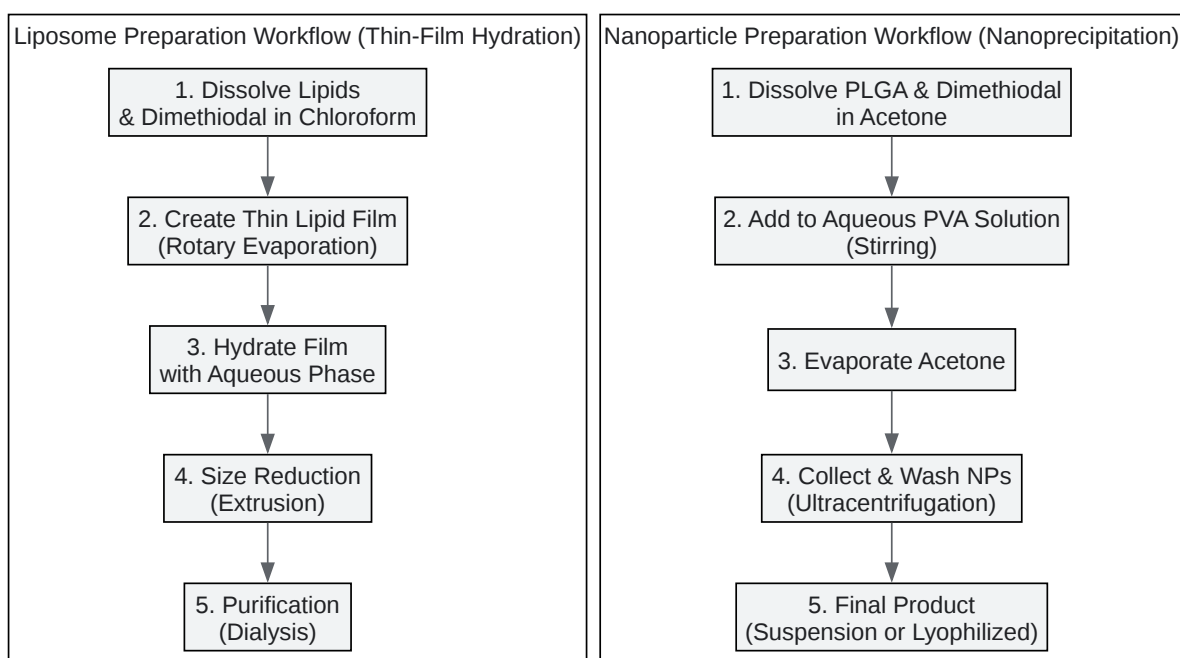 Liposome Preparation Workflow (Thin-Film Hydration)
1. Dissolve Lipids
& Dimethiodal in Chloroform
2. Create Thin Lipid Film
(Rotary Evaporation)
3. Hydrate Film
with Aqueous Phase
4. Size Reduction
(Extrusion)
5. Purification
(Dialysis)
Nanoparticle Preparation Workflow (Nanoprecipitation)
1. Dissolve PLGA & Dimethiodal
in Acetone
2. Add to Aqueous PVA Solution
(Stirring)
3. Evaporate Acetone
4. Collect & Wash NPs
(Ultracentrifugation)
5. Final Product
(Suspension or Lyophilized)